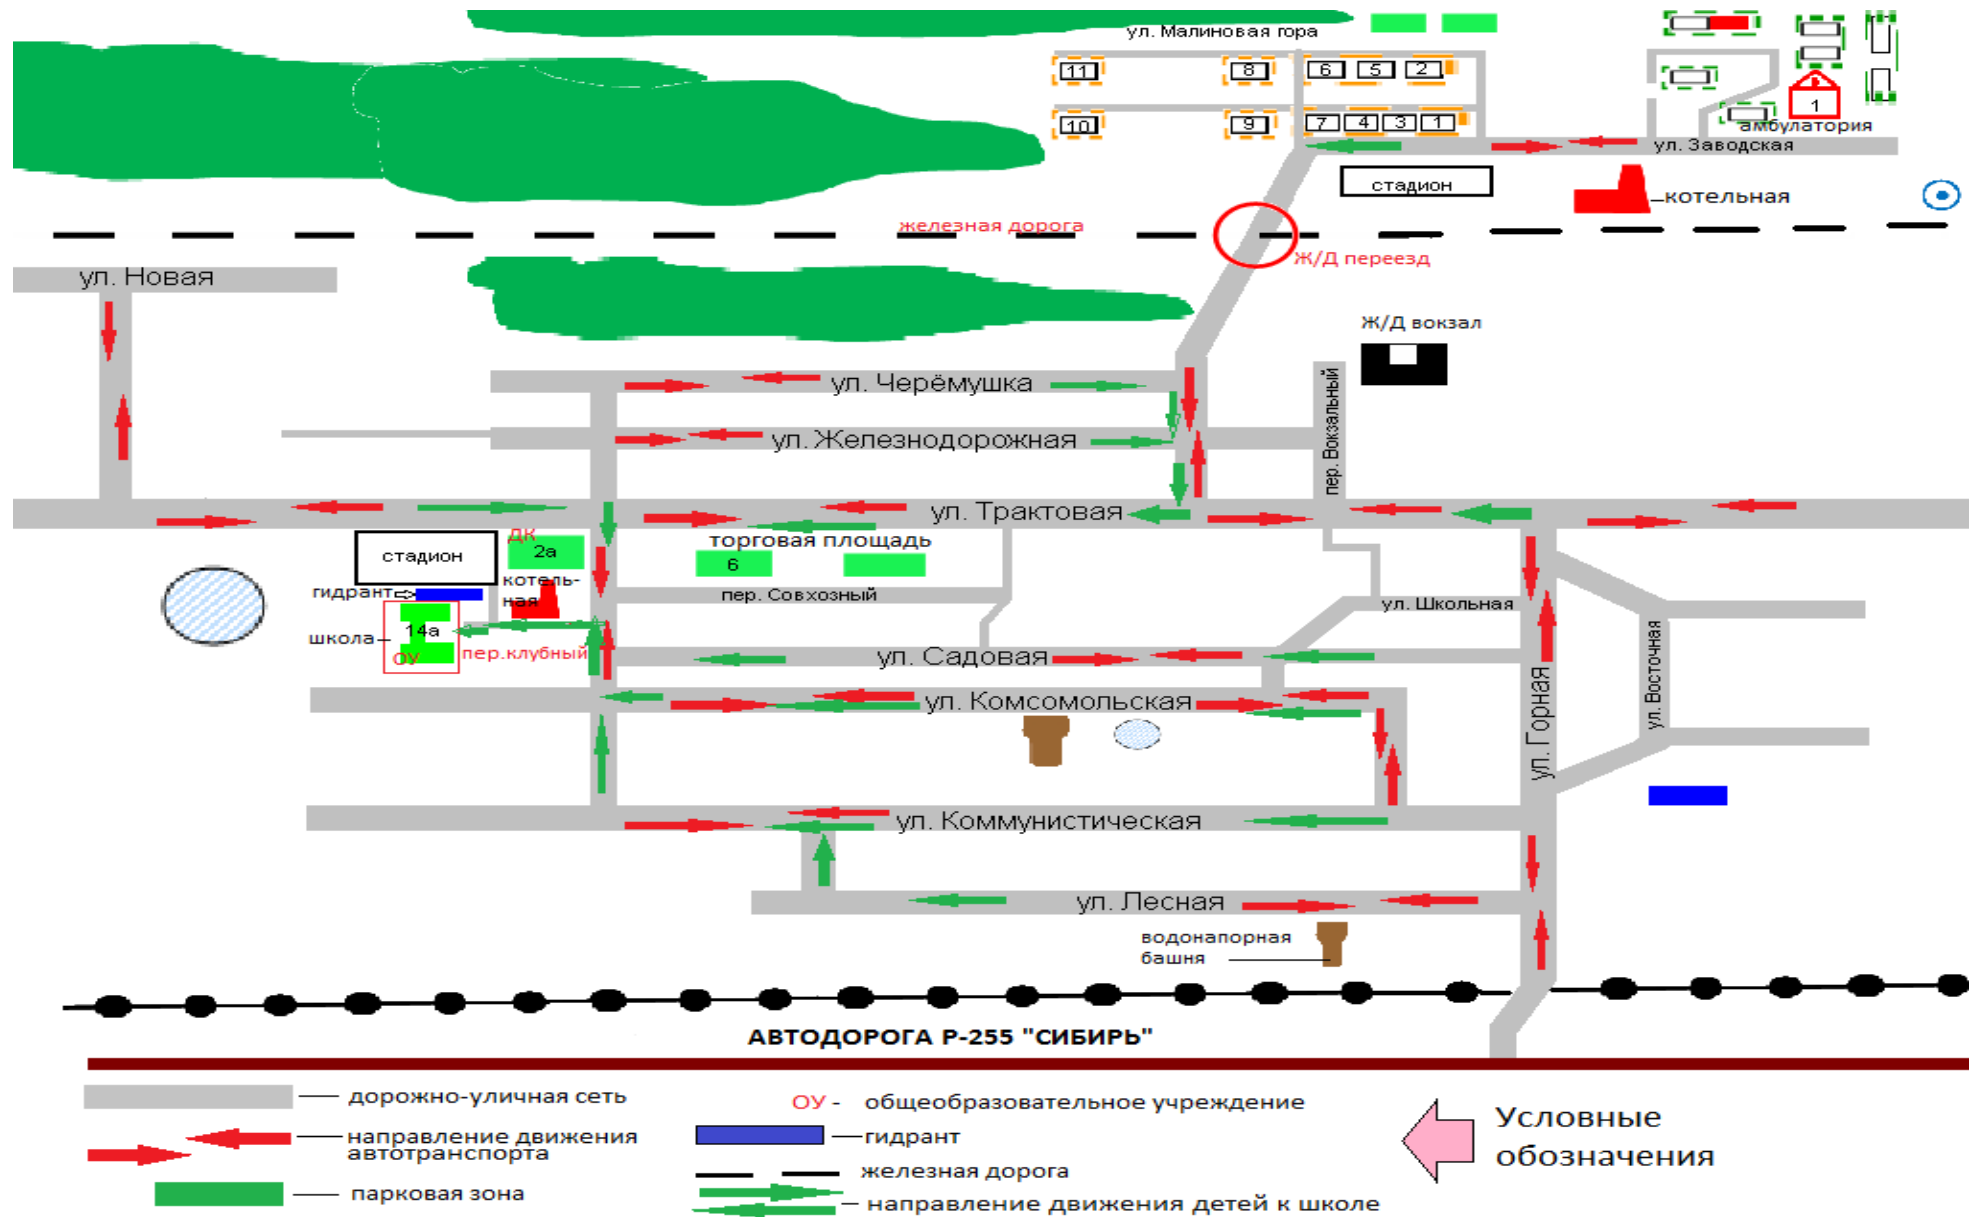 ул. Малиновая гора
11
8
6
5
2
10
9
7
4
3
1
В
1
амбулатория
ул. Заводская
стадион
котельная
железная дорога
Ж/Д переезд
ул. Новая
Ж/Д вокзал
ул. Черёмушка
пер. Вокзальный
ул. Железнодорожная
ул. Трактовая
ДК
2а
стадион
торговая площадь
6
котель-
ная
гидрант
пер. Совхозный
ул. Школьная
14а
школа
ОУ
пер.клубный
ул. Садовая
ул. Восточная
ул. Комсомольская
ул. Горная
ул. Коммунистическая
ул. Лесная
водонапорная
башня
АВТОДОРОГА Р-255 "СИБИРЬ"
дорожно-уличная сеть
ОУ - общеобразовательное учреждение
Условные
обозначения
направление движения
автотранспорта
гидрант
железная дорога
парковая зона
направление движения детей к школе